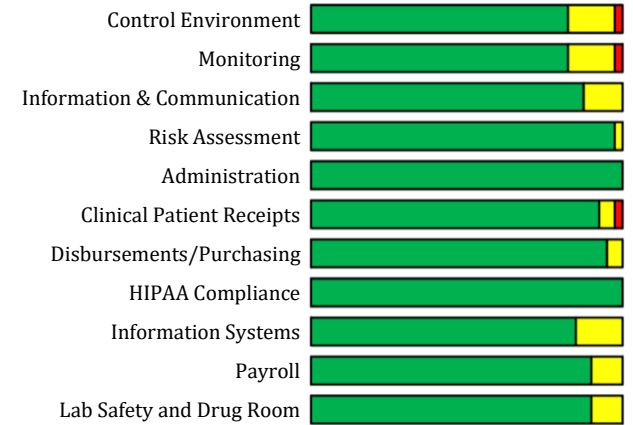 Control Environment
Monitoring
Information & Communication
Risk Assessment
Administration
Clinical Patient Receipts
Disbursements/Purchasing
HIPAA Compliance
Information Systems
Payroll
Lab Safety and Drug Room